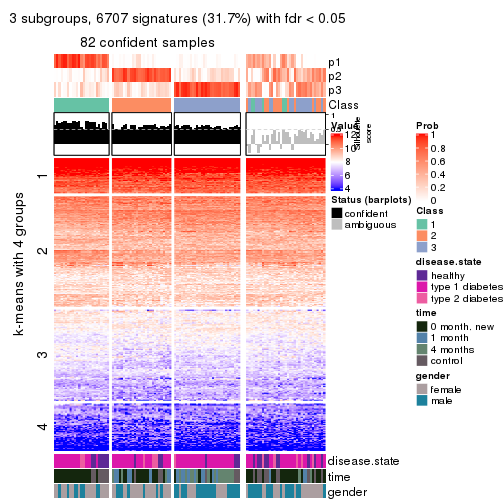 3 subgroups, 6707 signatures (31.7%) with fdr < 0.05
82 confident samples
p1
p2
p3
Class
1
Silhouette
score
k-means with 4 groups
1
2
3
4
disease.state
time
gender
Value
12
10
8
6
4
Status (barplots)
confident
ambiguous
Prob
1
0.8
0.6
0.4
0.2
0
Class
1
2
3
disease.state
healthy
type 1 diabetes
type 2 diabetes
time
0 month. new
1 month
4 months
control
gender
female
male